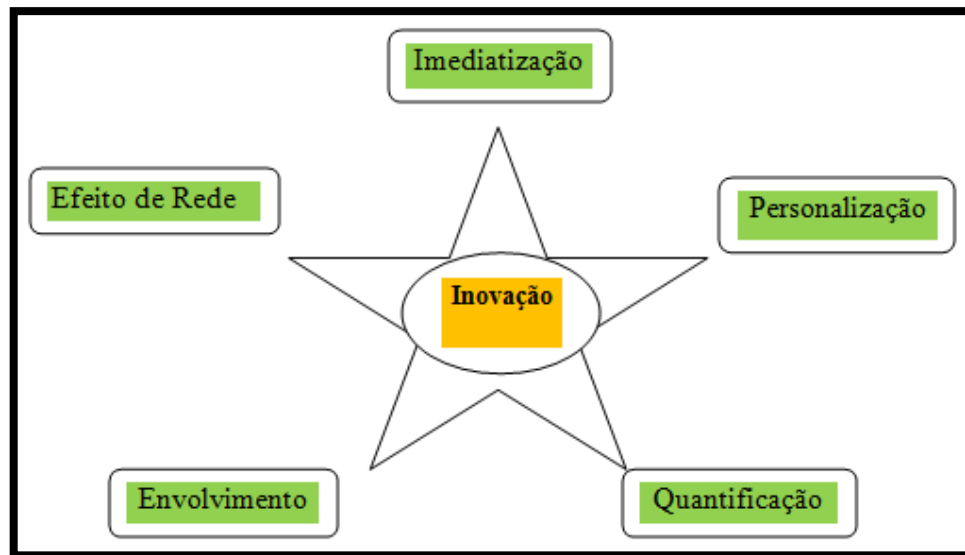 Imediatização
Efeito de Rede
Personalização
Inovação
Envolvimento
Quantificação